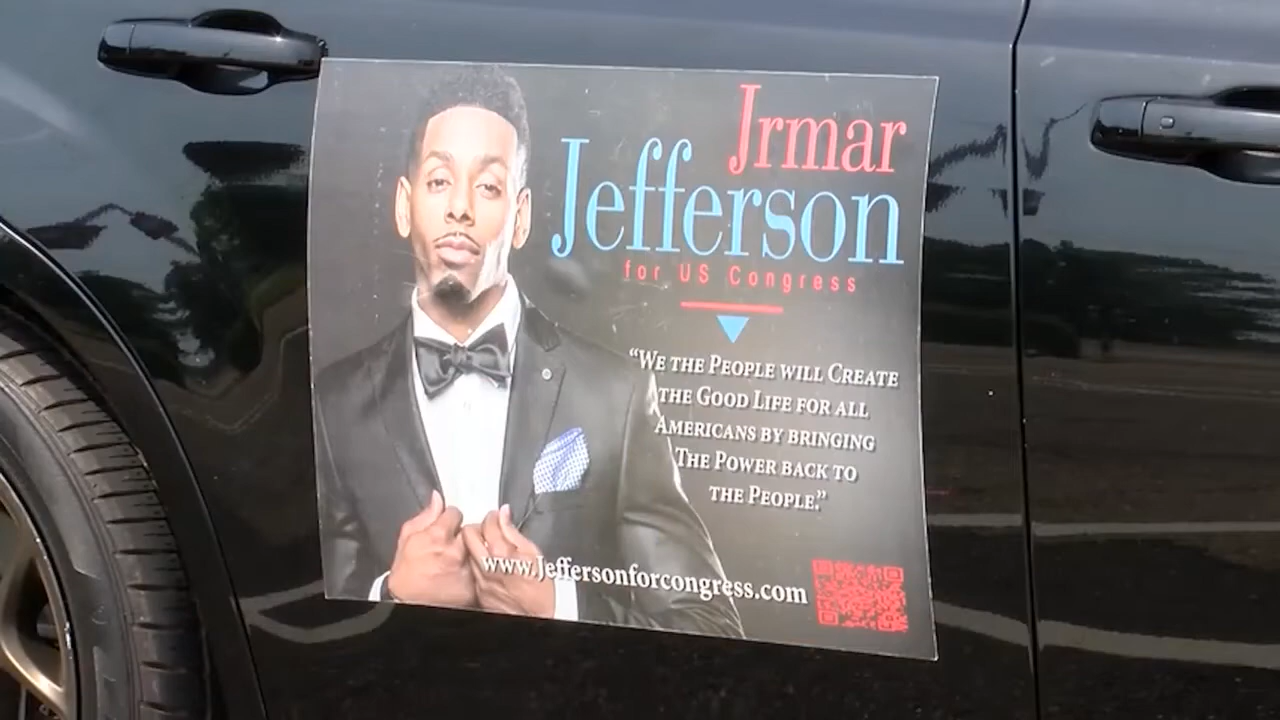 Jrmar
Jefferson
for US Congress
“We the People will Create
the Good Life for all
Americans by bringing
The Power back to
the People.”
www.Jeffersonforcongress.com